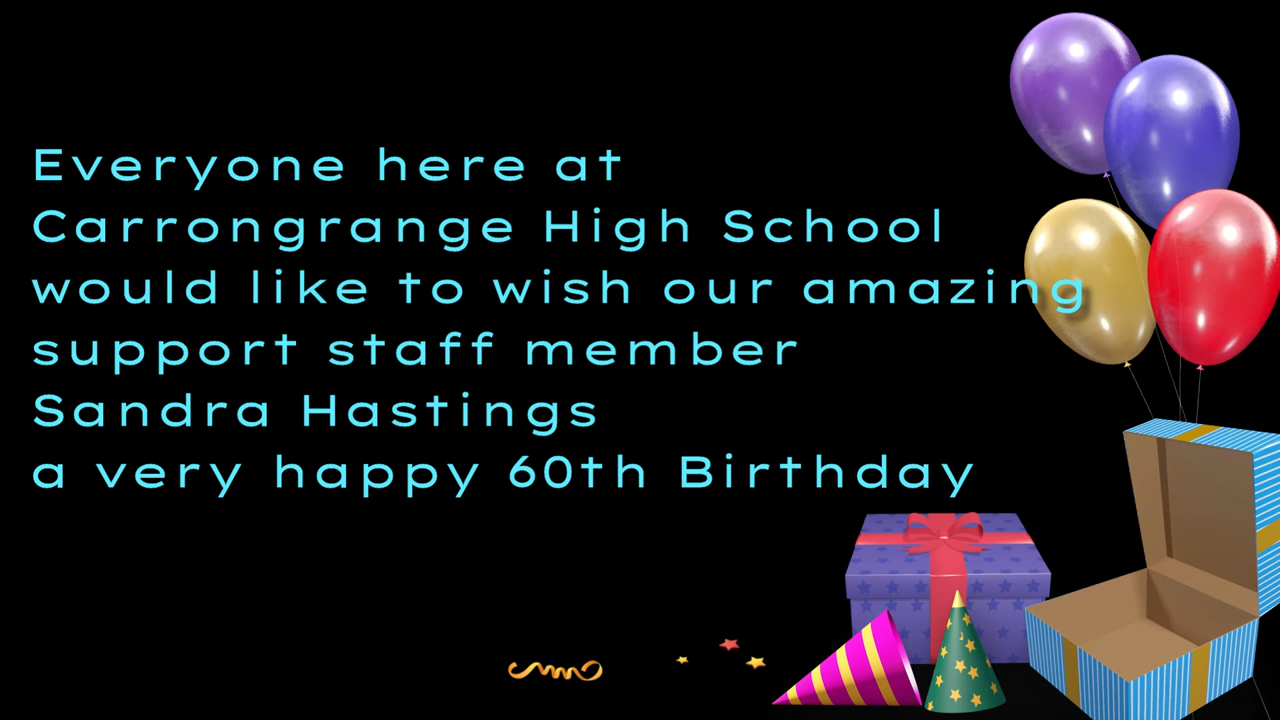 Everyone here at
Carrongrange High School
would like to wish our amazing
support staff member
Sandra Hastings
a very happy 60th Birthday